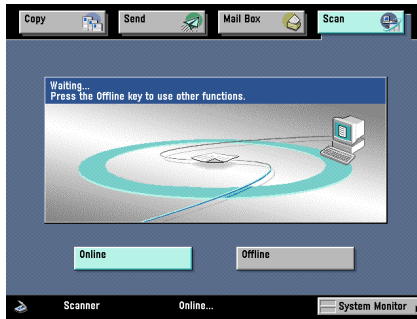 Copy
Send
Mail Box
Scan
Waiting...
Press the Offline key to use other functions.
Online
Offline
Scanner
Online...
System Monitor